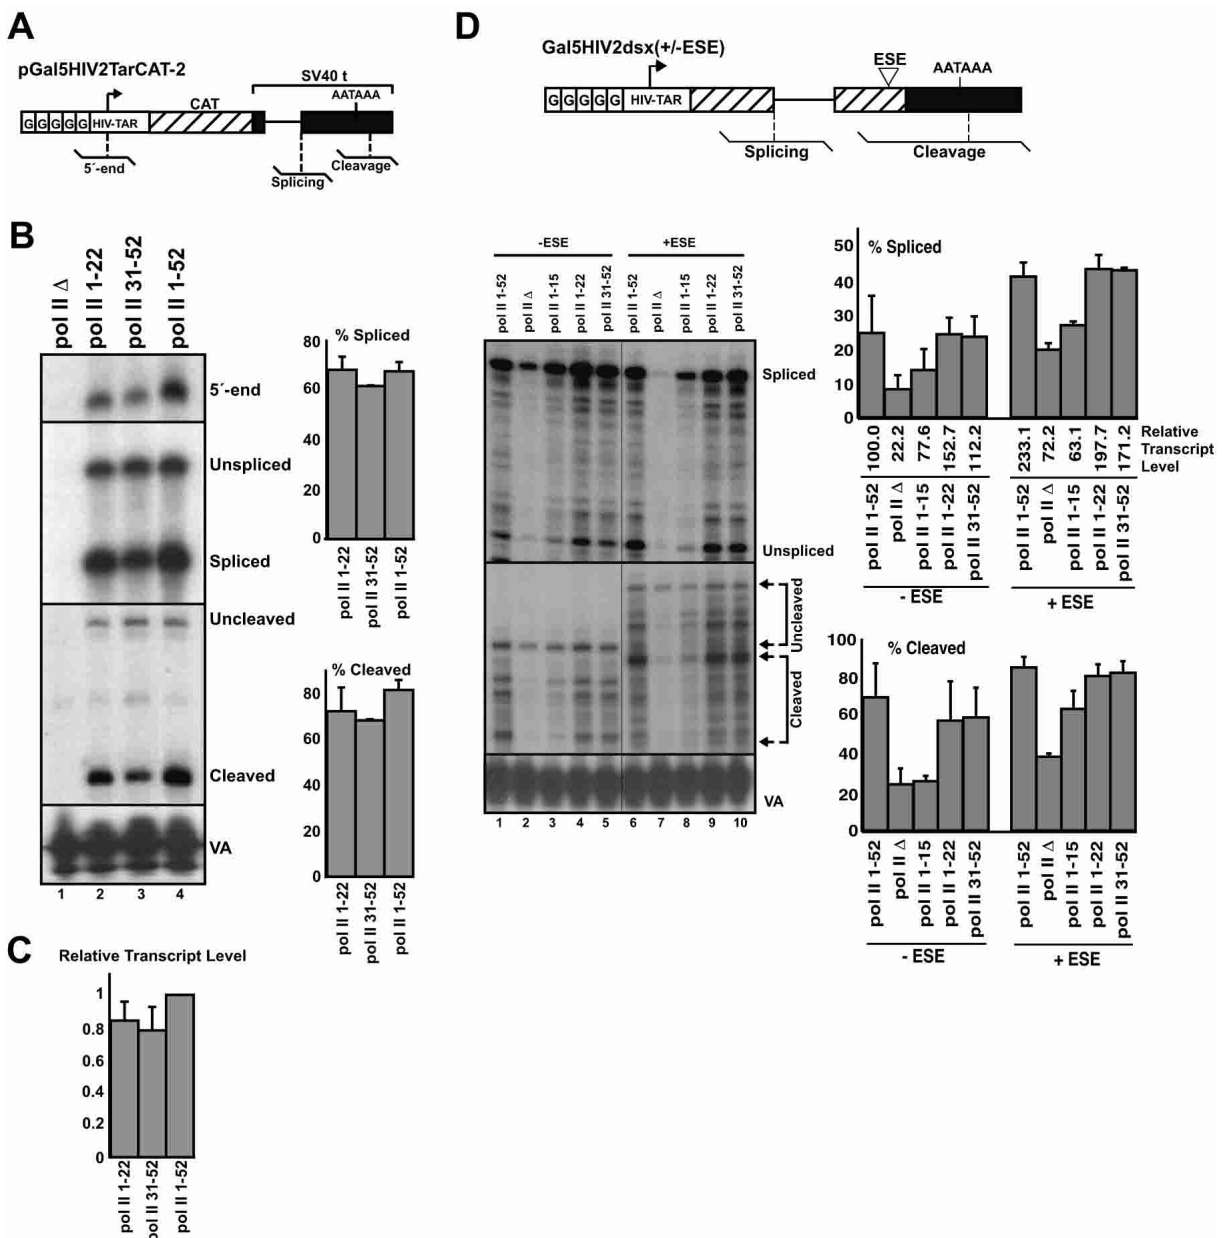 A
pGal5HIV2TarCAT-2
SV40 t
AATAAA
CAT
G G G G G HIV-TAR
5´-end
Splicing
Cleavage
D
Gal5HIV2dsx(+/-ESE)
ESE
AATAAA
G G G G G HIV-TAR
Splicing
Cleavage
B
pol II Δ
pol II 1-22
pol II 31-52
pol II 1-52
5´-end
Unspliced
Spliced
Uncleaved
Cleaved
VA
1 2 3 4
% Spliced
80
60
40
20
0
pol II 1-22
pol II 31-52
pol II 1-52
% Cleaved
80
60
40
20
0
pol II 1-22
pol II 31-52
pol II 1-52
C
Relative Transcript Level
1
0.8
0.6
0.4
0.2
0
pol II 1-22
pol II 31-52
pol II 1-52
-ESE +ESE
pol II 1-52
pol II Δ
pol II 1-15
pol II 1-22
pol II 31-52
pol II 1-52
pol II Δ
pol II 1-15
pol II 1-22
pol II 31-52
Spliced
Unspliced
Uncleaved
Cleaved
VA
1 2 3 4 5 6 7 8 9 10
% Spliced
50
40
30
20
10
0
100.0
22.2
77.6
152.7
112.2
233.1
72.2
63.1
197.7
171.2
Relative
Transcript
Level
pol II 1-52
pol II Δ
pol II 1-15
pol II 1-22
pol II 31-52
pol II 1-52
pol II Δ
pol II 1-15
pol II 1-22
pol II 31-52
- ESE + ESE
% Cleaved
100
80
60
40
20
0
pol II 1-52
pol II Δ
pol II 1-15
pol II 1-22
pol II 31-52
pol II 1-52
pol II Δ
pol II 1-15
pol II 1-22
pol II 31-52
- ESE + ESE